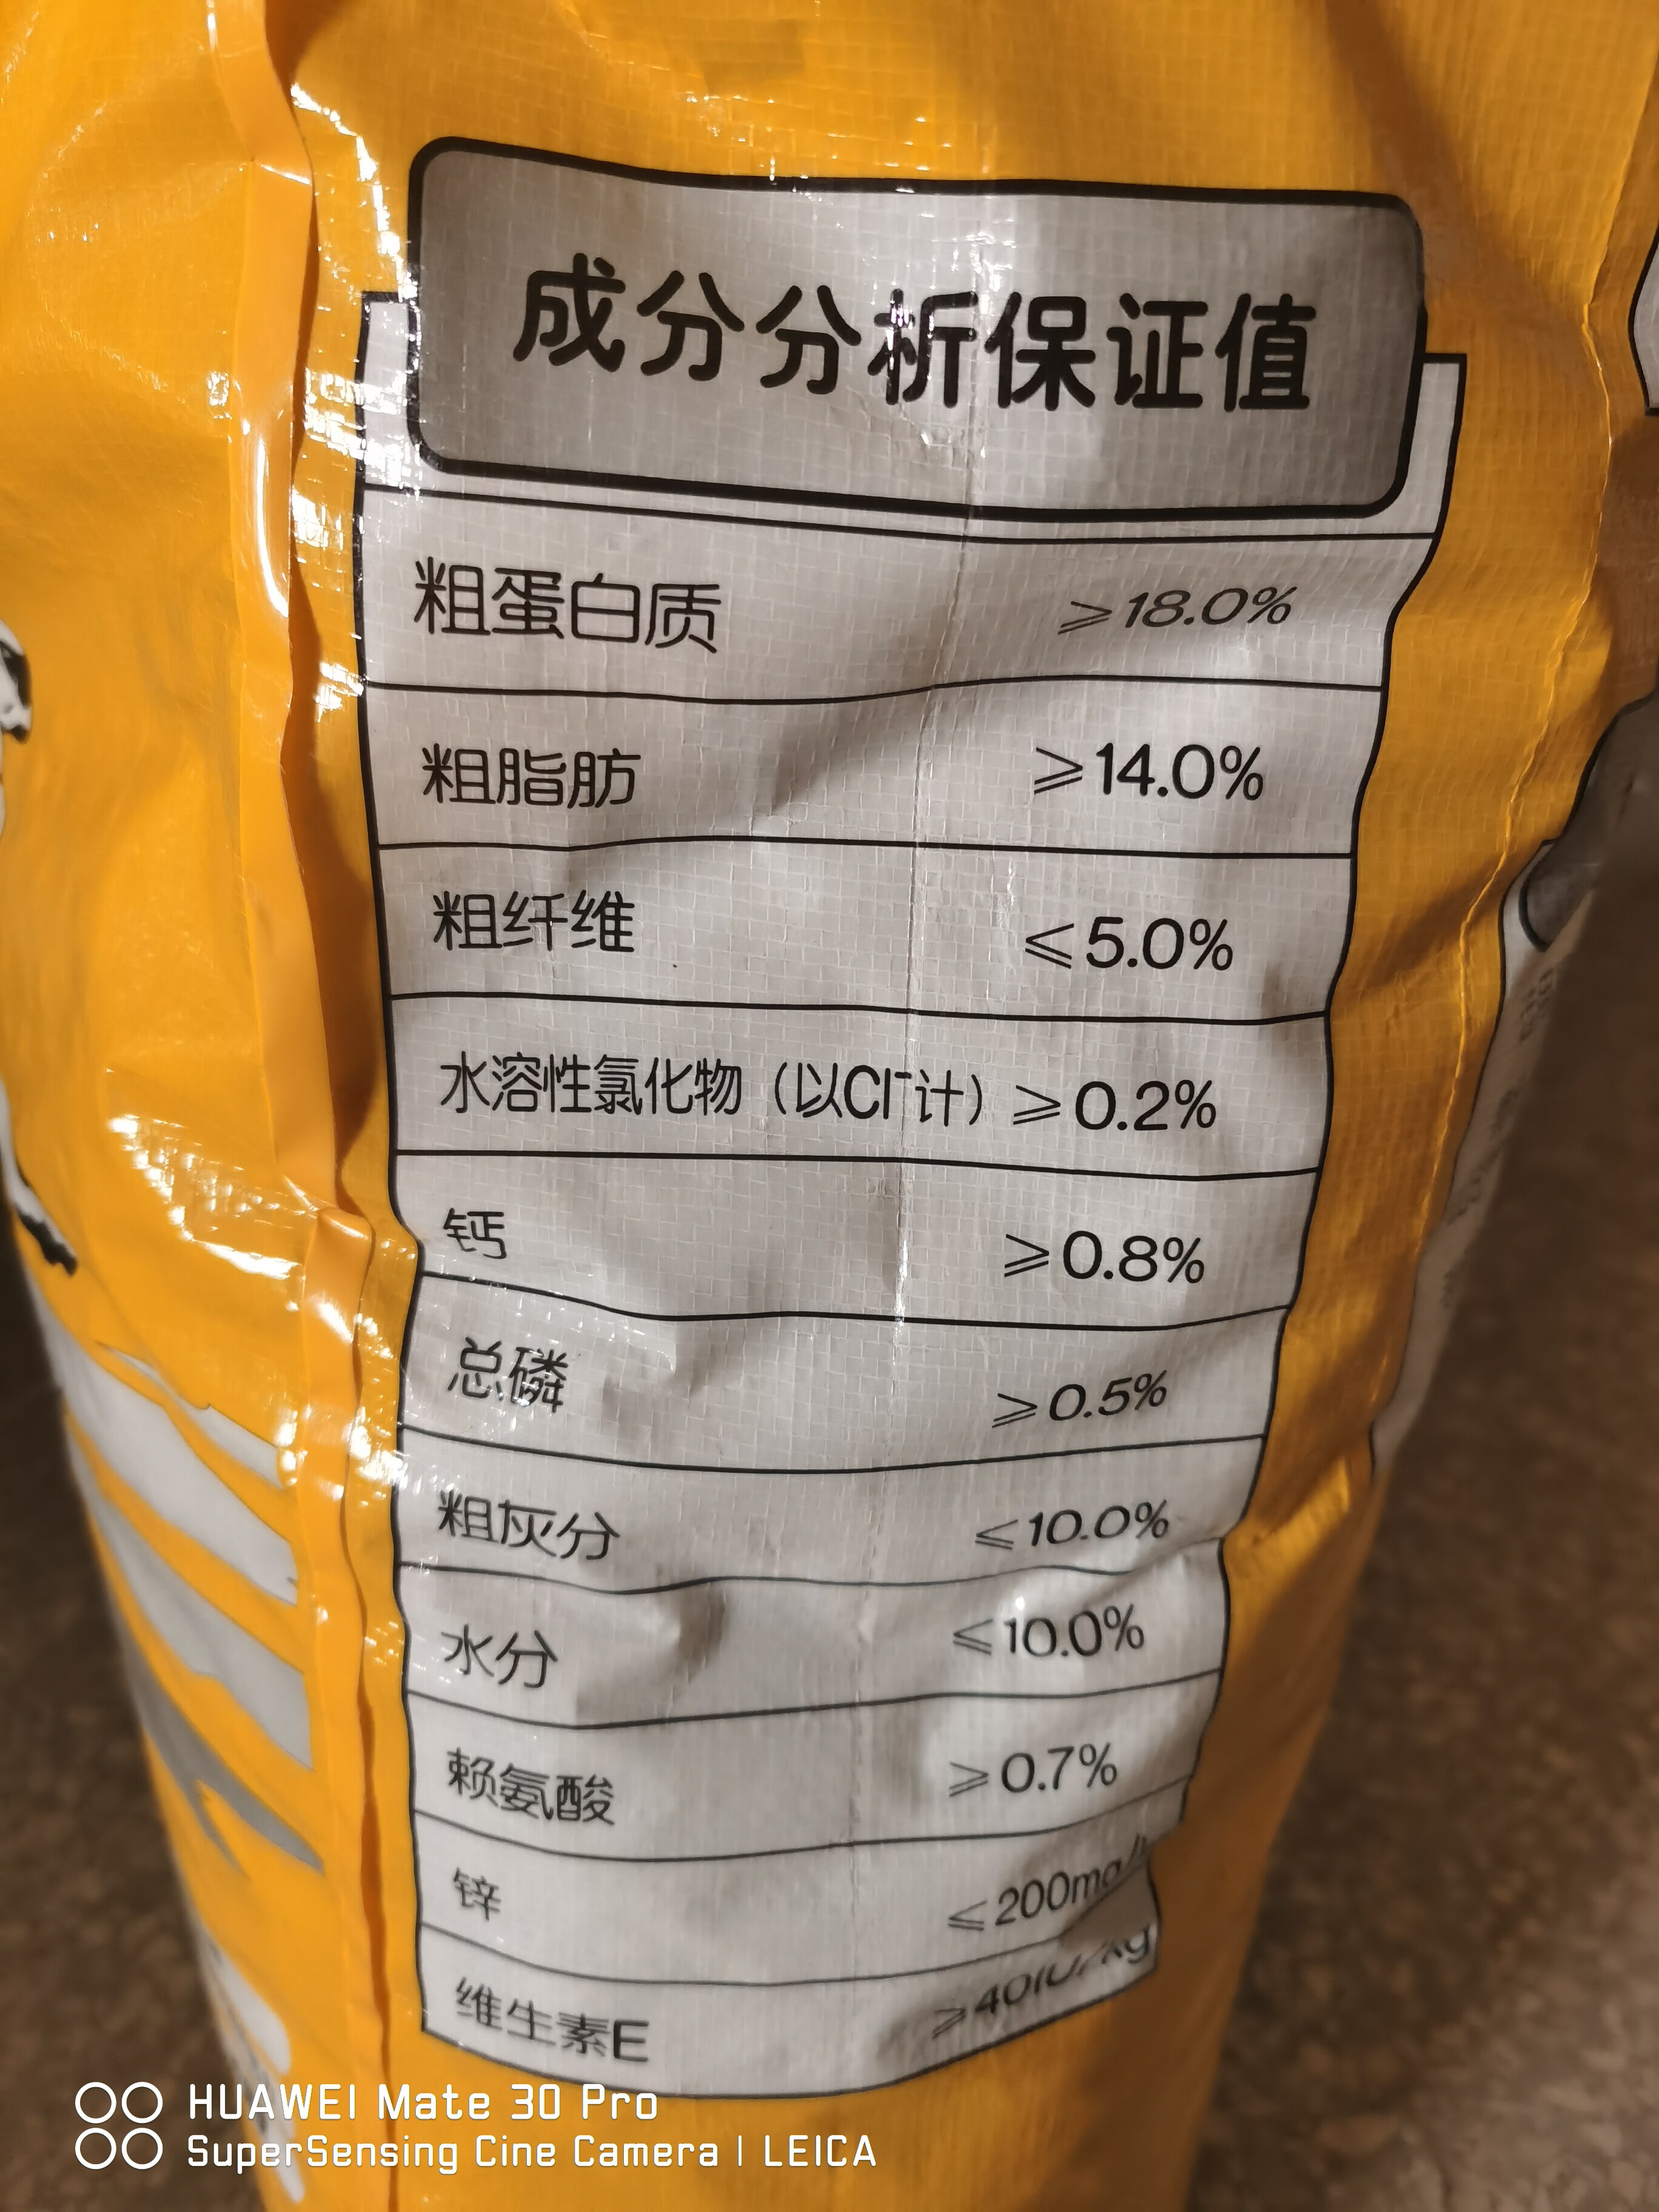 成分分析保证值
粗蛋白质 ⩾18.0%
粗脂肪 ⩾14.0%
粗纤维 ⩽5.0%
水溶性氯化物（以Cl⁻计） ⩾0.2%
钙 ⩾0.8%
总磷 ⩾0.5%
粗灰分 ⩽10.0%
水分 ⩽10.0%
赖氨酸 ⩾0.7%
锌 ⩽200mg/
维生素E ⩾40IU/kg
HUAWEI Mate 30 Pro
SuperSensing Cine Camera | LEICA